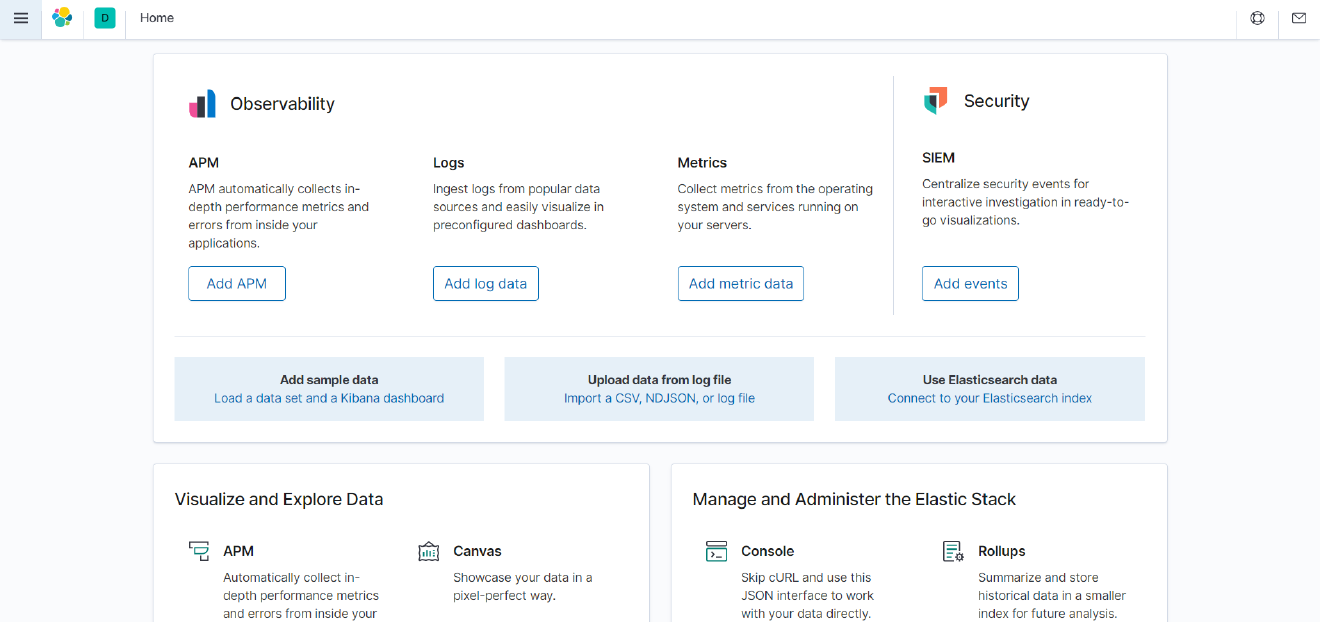 D
Home
Observability
Security
APM
APM automatically collects in-
depth performance metrics and
errors from inside your
applications.
Add APM
Logs
Ingest logs from popular data
sources and easily visualize in
preconfigured dashboards.
Add log data
Metrics
Collect metrics from the operating
system and services running on
your servers.
Add metric data
SIEM
Centralize security events for
interactive investigation in ready-to-
go visualizations.
Add events
Add sample data
Load a data set and a Kibana dashboard
Upload data from log file
Import a CSV, NDJSON, or log file
Use Elasticsearch data
Connect to your Elasticsearch index
Visualize and Explore Data
APM
Automatically collect in-
depth performance metrics
and errors from inside your
Canvas
Showcase your data in a
pixel-perfect way.
Manage and Administer the Elastic Stack
Console
Skip cURL and use this
JSON interface to work
with your data directly.
Rollups
Summarize and store
historical data in a smaller
index for future analysis.